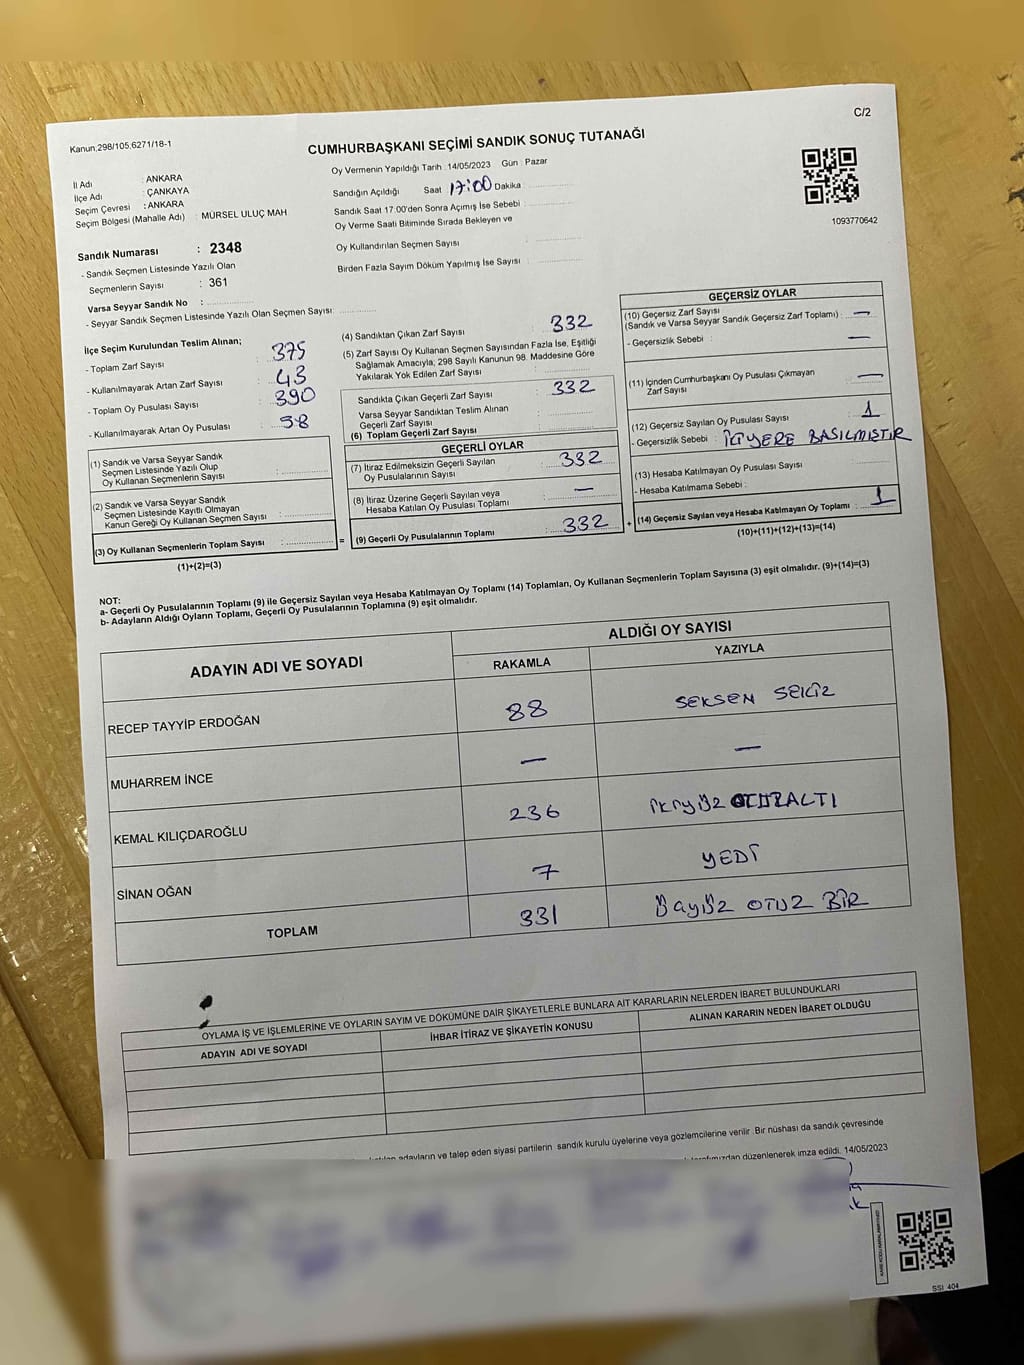 C/2
Kanun,298/105,6271/18-1
CUMHURBAŞKANI SEÇİMİ SANDIK SONUÇ TUTANAĞI
İl Adı : ANKARA
İlçe Adı : ÇANKAYA
Seçim Çevresi : ANKARA
Seçim Bölgesi (Mahalle Adı) : MÜRSEL ULUÇ MAH
Sandık Numarası : 2348
- Sandık Seçmen Listesinde Yazılı Olan
Seçmenlerin Sayısı : 361
Varsa Seyyar Sandık No :
- Seyyar Sandık Seçmen Listesinde Yazılı Olan Seçmen Sayısı:
Oy Vermenin Yapıldığı Tarih : 14/05/2023 Gün : Pazar
Sandığın Açıldığı Saat 17:00 Dakika :
Sandık Saat 17:00'den Sonra Açımış İse Sebebi :
Oy Verme Saati Bitiminde Sırada Bekleyen ve
Oy Kullandırılan Seçmen Sayısı :
Birden Fazla Sayım Döküm Yapılmış İse Sayısı :
1093770642
İlçe Seçim Kurulundan Teslim Alınan;
- Toplam Zarf Sayısı : 375
- Kullanılmayarak Artan Zarf Sayısı : 43
- Toplam Oy Pusulası Sayısı : 390
- Kullanılmayarak Artan Oy Pusulası : 58
(1) Sandık ve Varsa Seyyar Sandık
Seçmen Listesinde Yazılı Olup
Oy Kullanan Seçmenlerin Sayısı :
(2) Sandık ve Varsa Seyyar Sandık
Seçmen Listesinde Kayıtlı Olmayan
Kanun Gereği Oy Kullanan Seçmen Sayısı :
(3) Oy Kullanan Seçmenlerin Toplam Sayısı : =
(1)+(2)=(3)
(4) Sandıktan Çıkan Zarf Sayısı : 332
(5) Zarf Sayısı Oy Kullanan Seçmen Sayısından Fazla İse, Eşitliği
Sağlamak Amacıyla; 298 Sayılı Kanunun 98. Maddesine Göre
Yakılarak Yok Edilen Zarf Sayısı :
Sandıkta Çıkan Geçerli Zarf Sayısı : 332
Varsa Seyyar Sandıktan Teslim Alınan
Geçerli Zarf Sayısı :
(6) Toplam Geçerli Zarf Sayısı :
GEÇERLİ OYLAR
(7) İtiraz Edilmeksizin Geçerli Sayılan
Oy Pusulalarının Sayısı : 332
(8) İtiraz Üzerine Geçerli Sayılan veya
Hesaba Katılan Oy Pusulası Toplamı : —
(9) Geçerli Oy Pusulalarının Toplamı : 332 +
GEÇERSİZ OYLAR
(10) Geçersiz Zarf Sayısı
(Sandık ve Varsa Seyyar Sandık Geçersiz Zarf Toplamı) : —
- Geçersizlik Sebebi : —
(11) İçinden Cumhurbaşkanı Oy Pusulası Çıkmayan
Zarf Sayısı : —
(12) Geçersiz Sayılan Oy Pusulası Sayısı : 1
- Geçersizlik Sebebi : İKİYERE BASILMIŞTIR
(13) Hesaba Katılmayan Oy Pusulası Sayısı :
- Hesaba Katılmama Sebebi :
(14) Geçersiz Sayılan veya Hesaba Katılmayan Oy Toplamı : 1
(10)+(11)+(12)+(13)=(14)
NOT:
a- Geçerli Oy Pusulalarının Toplamı (9) ile Geçersiz Sayılan veya Hesaba Katılmayan Oy Toplamı (14) Toplamları, Oy Kullanan Seçmenlerin Toplam Sayısına (3) eşit olmalıdır. (9)+(14)=(3)
b- Adayların Aldığı Oyların Toplamı, Geçerli Oy Pusulalarının Toplamına (9) eşit olmalıdır.
ADAYIN ADI VE SOYADI
ALDIĞI OY SAYISI
RAKAMLA YAZIYLA
RECEP TAYYİP ERDOĞAN 88 SEKSEN SEKİZ
MUHARREM İNCE — —
KEMAL KILIÇDAROĞLU 236 İKİYÜZ OTUZALTI
SİNAN OĞAN 7 YEDİ
TOPLAM 331 ÜÇYÜZ OTUZ BİR
OYLAMA İŞ VE İŞLEMLERİNE VE OYLARIN SAYIM VE DÖKÜMÜNE DAİR ŞİKAYETLERLE BUNLARA AİT KARARLARIN NELERDEN İBARET BULUNDUKLARI
ADAYIN ADI VE SOYADI İHBAR İTİRAZ VE ŞİKAYETİN KONUSU ALINAN KARARIN NEDEN İBARET OLDUĞU
adayların ve talep eden siyasi partilerin sandık kurulu üyelerine veya gözlemcilerine verilir. Bir nüshası da sandık çevresinde
düzenlenerek imza edildi. 14/05/2023
SSI 404